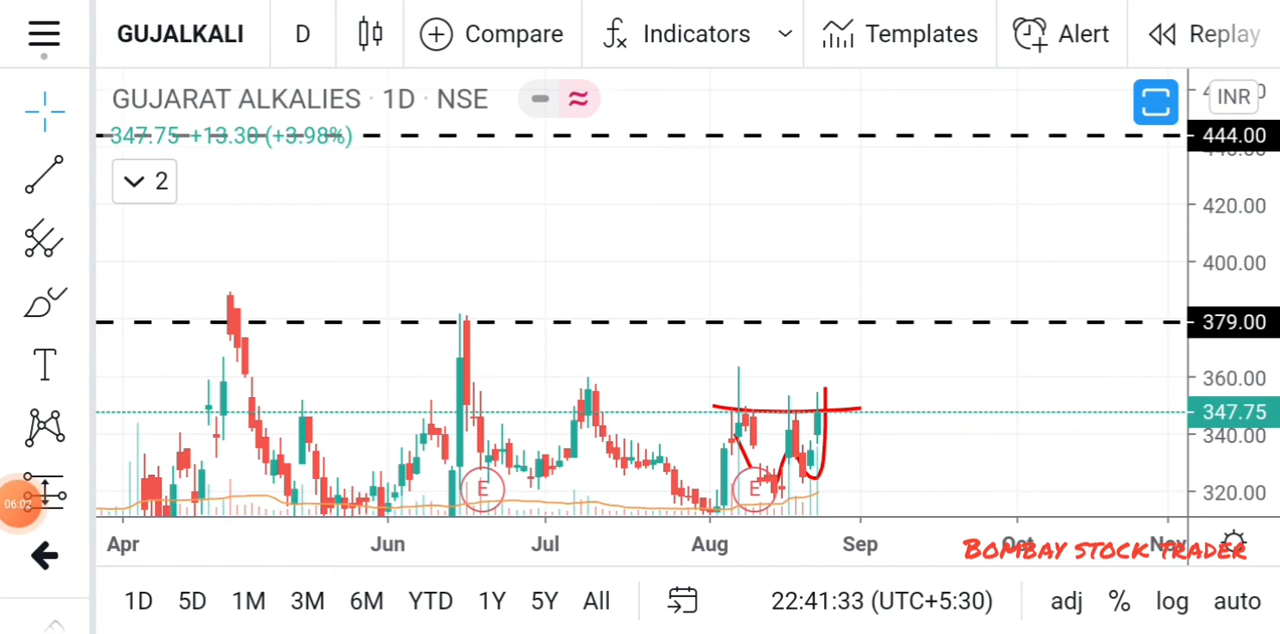 GUJALKALI D Compare Indicators Templates Alert Replay
GUJARAT ALKALIES · 1D · NSE
INR
347.75 +13.30 (+3.98%)
444.00
2
420.00
400.00
379.00
360.00
347.75
340.00
E E
320.00
06:02
Apr Jun Jul Aug Sep Oct Nov
BOMBAY STOCK TRADER
1D 5D 1M 3M 6M YTD 1Y 5Y All 22:41:33 (UTC+5:30) adj % log auto